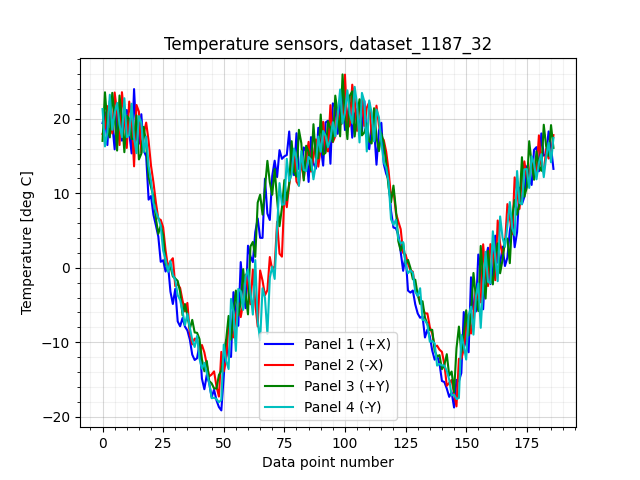 Temperature sensors, dataset_1187_32
Temperature [deg C]
20
10
0
−10
−20
Panel 1 (+X)
Panel 2 (-X)
Panel 3 (+Y)
Panel 4 (-Y)
0 25 50 75 100 125 150 175
Data point number